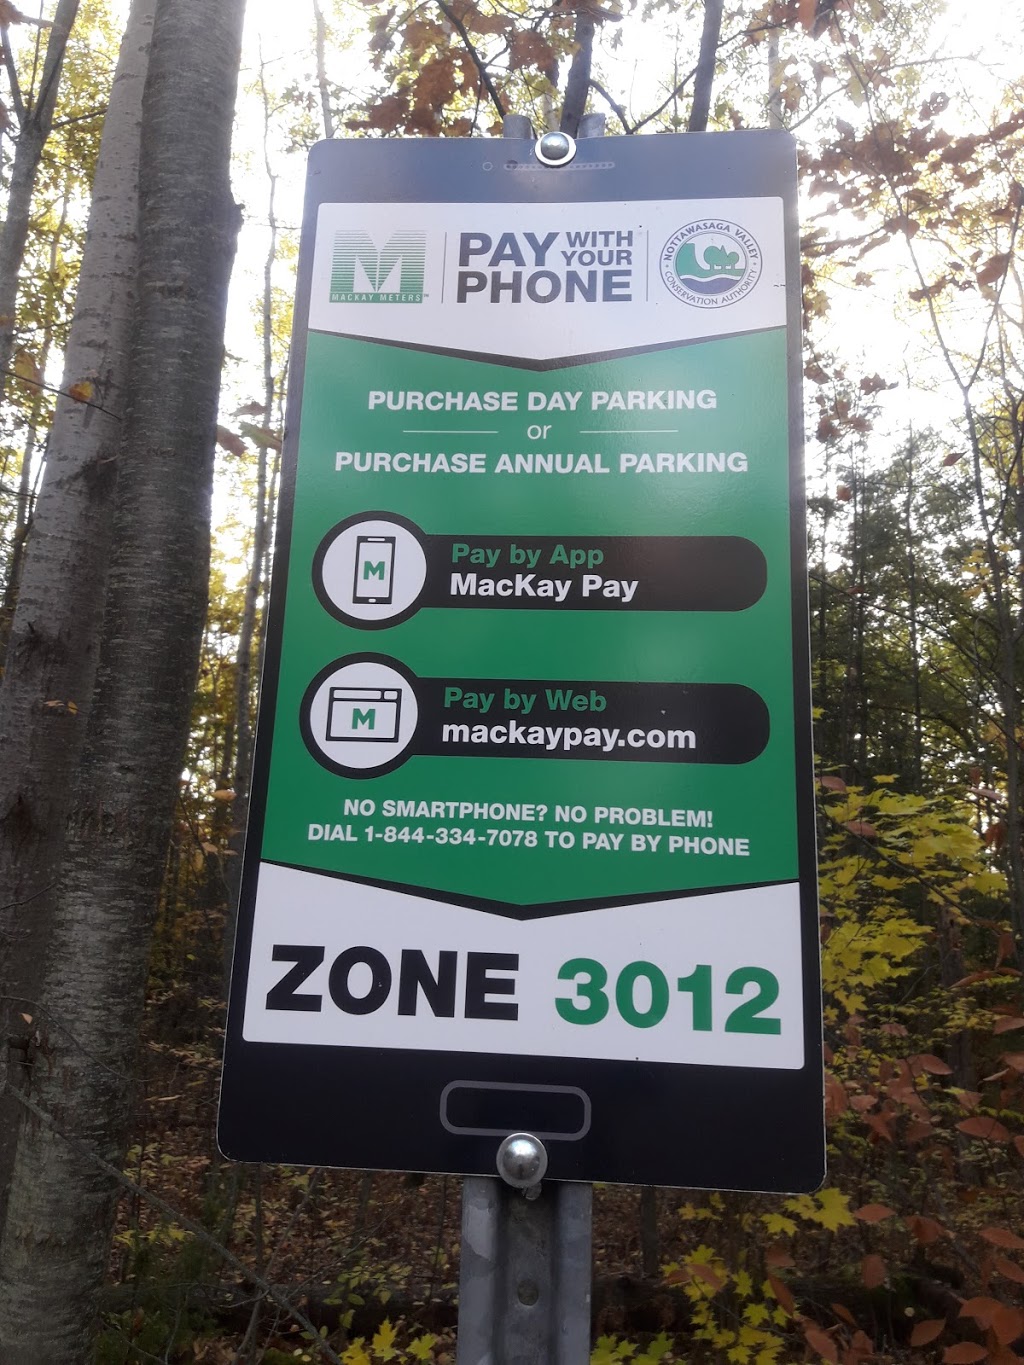 M
MACKAY METERS
PAY WITH YOUR
PHONE
NOTTAWASAGA VALLEY
CONSERVATION AUTHORITY
PURCHASE DAY PARKING
or
PURCHASE ANNUAL PARKING
M
Pay by App
MacKay Pay
M
Pay by Web
mackaypay.com
NO SMARTPHONE? NO PROBLEM!
DIAL 1-844-334-7078 TO PAY BY PHONE
ZONE 3012